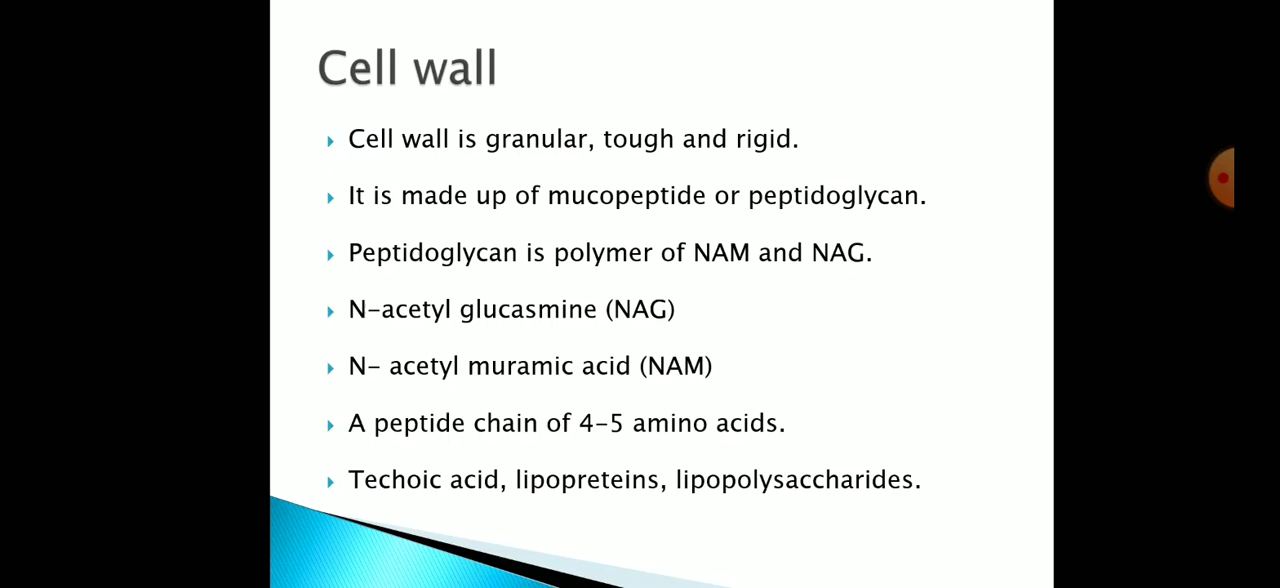 Cell wall
Cell wall is granular, tough and rigid.
It is made up of mucopeptide or peptidoglycan.
Peptidoglycan is polymer of NAM and NAG.
N-acetyl glucasmine (NAG)
N- acetyl muramic acid (NAM)
A peptide chain of 4-5 amino acids.
Techoic acid, lipopreteins, lipopolysaccharides.